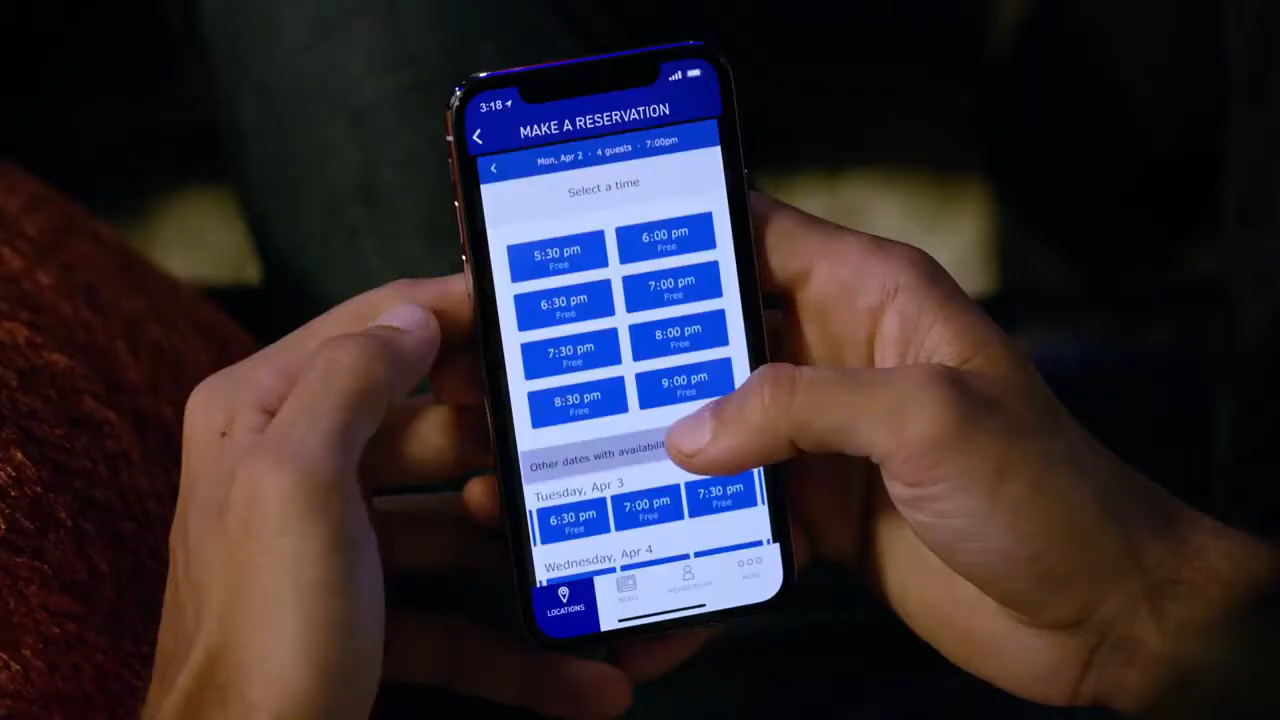 3:18
MAKE A RESERVATION
Mon, Apr 2 · 4 guests · 7:00pm
Select a time
5:30 pm
Free
6:00 pm
Free
6:30 pm
Free
7:00 pm
Free
7:30 pm
Free
8:00 pm
Free
8:30 pm
Free
9:00 pm
Free
Other dates with
Tuesday, Apr 3
6:30 pm
Free
7:00 pm
Free
7:30 pm
Free
Wednesday, Apr 4
LOCATIONS
NEWS
MORE